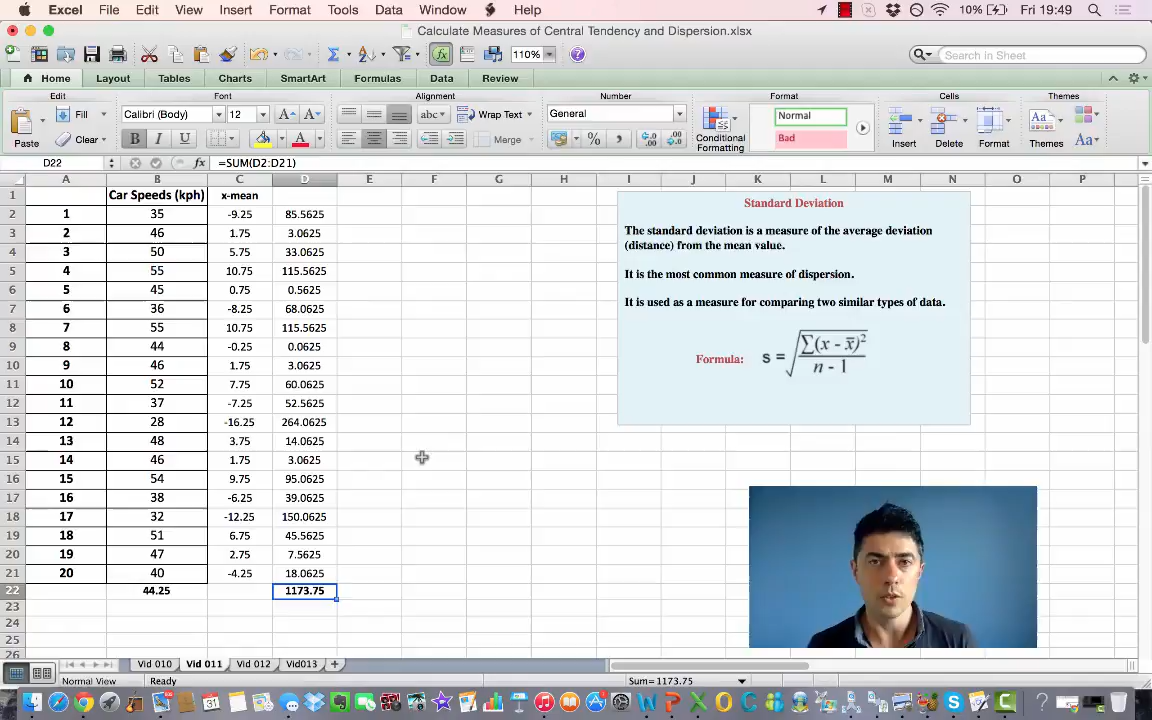 Excel File Edit View Insert Format Tools Data Window Help 10% Fri 19:49
Calculate Measures of Central Tendency and Dispersion.xlsx
110% Search in Sheet
Home Layout Tables Charts SmartArt Formulas Data Review
Edit Font Alignment Number Format Cells Themes
Fill Calibri (Body) 12 abc Wrap Text General Normal
Paste Clear B I U A Merge % Conditional Formatting Bad Insert Delete Format Themes Aa
D22 fx =SUM(D2:D21)
A B C D E F G H I J K L M N O P
1 Car Speeds (kph) x-mean
2 1 35 -9.25 85.5625
3 2 46 1.75 3.0625
4 3 50 5.75 33.0625
5 4 55 10.75 115.5625
6 5 45 0.75 0.5625
7 6 36 -8.25 68.0625
8 7 55 10.75 115.5625
9 8 44 -0.25 0.0625
10 9 46 1.75 3.0625
11 10 52 7.75 60.0625
12 11 37 -7.25 52.5625
13 12 28 -16.25 264.0625
14 13 48 3.75 14.0625
15 14 46 1.75 3.0625
16 15 54 9.75 95.0625
17 16 38 -6.25 39.0625
18 17 32 -12.25 150.0625
19 18 51 6.75 45.5625
20 19 47 2.75 7.5625
21 20 40 -4.25 18.0625
22 44.25 1173.75
23
24
25
26
Standard Deviation
The standard deviation is a measure of the average deviation
(distance) from the mean value.
It is the most common measure of dispersion.
It is used as a measure for comparing two similar types of data.
Formula: s = √(∑(x - x̄)² / n - 1)
Vid 010 Vid 011 Vid 012 Vid013
Normal View Ready Sum=1173.75